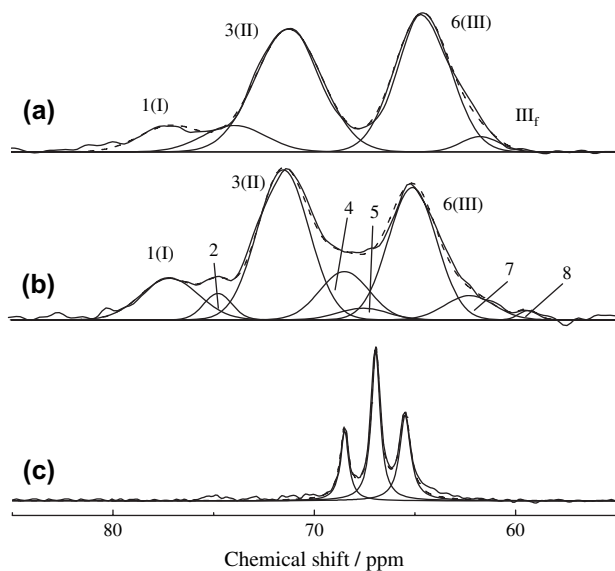 6(III)
3(II)
(a)
1(I)
III_f
3(II)
4
5
6(III)
1(I)
2
7
8
(b)
(c)
80 70 60
Chemical shift / ppm